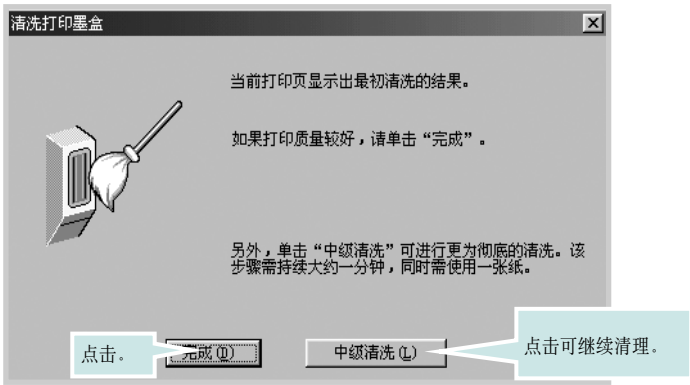 清洗打印墨盒
当前打印页显示出最初清洗的结果。
如果打印质量较好，请单击“完成”。
另外，单击“中级清洗”可进行更为彻底的清洗。该
步骤需持续大约一分钟，同时需使用一张纸。
点击。
完成(D)
中级清洗(L)
点击可继续清理。